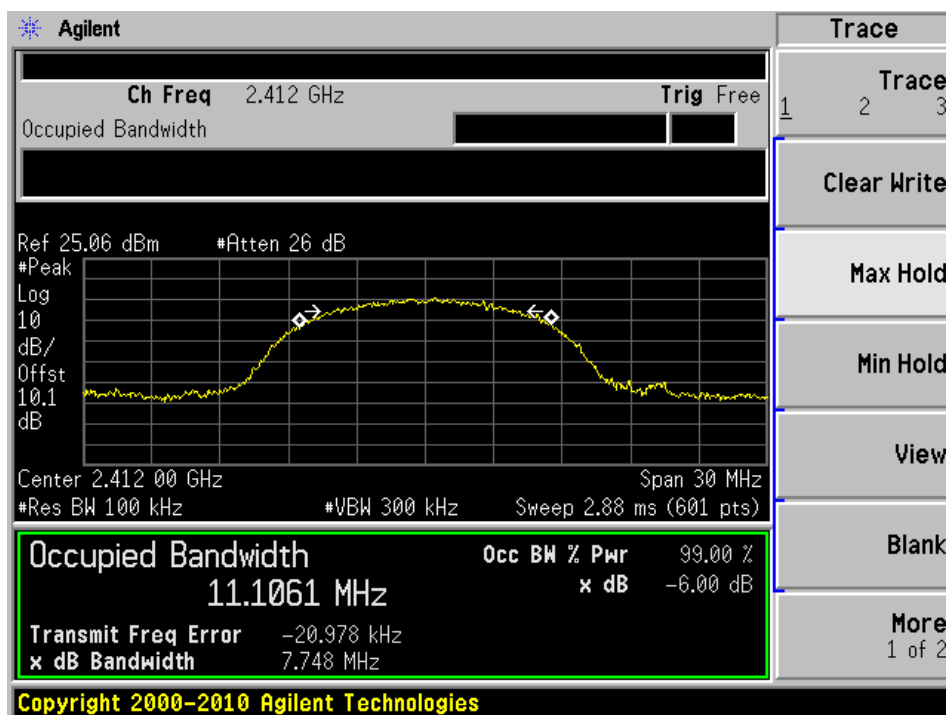 Agilent
Trace
Ch Freq 2.412 GHz Trig Free
Occupied Bandwidth
Trace
1 2 3
Clear Write
Max Hold
Min Hold
View
Blank
More
1 of 2
Ref 25.06 dBm #Atten 26 dB
#Peak
Log
10
dB/
Offst
10.1
dB
Center 2.412 00 GHz Span 30 MHz
#Res BW 100 kHz #VBW 300 kHz Sweep 2.88 ms (601 pts)
Occupied Bandwidth
11.1061 MHz
Occ BW % Pwr 99.00 %
x dB -6.00 dB
Transmit Freq Error -20.978 kHz
x dB Bandwidth 7.748 MHz
Copyright 2000-2010 Agilent Technologies